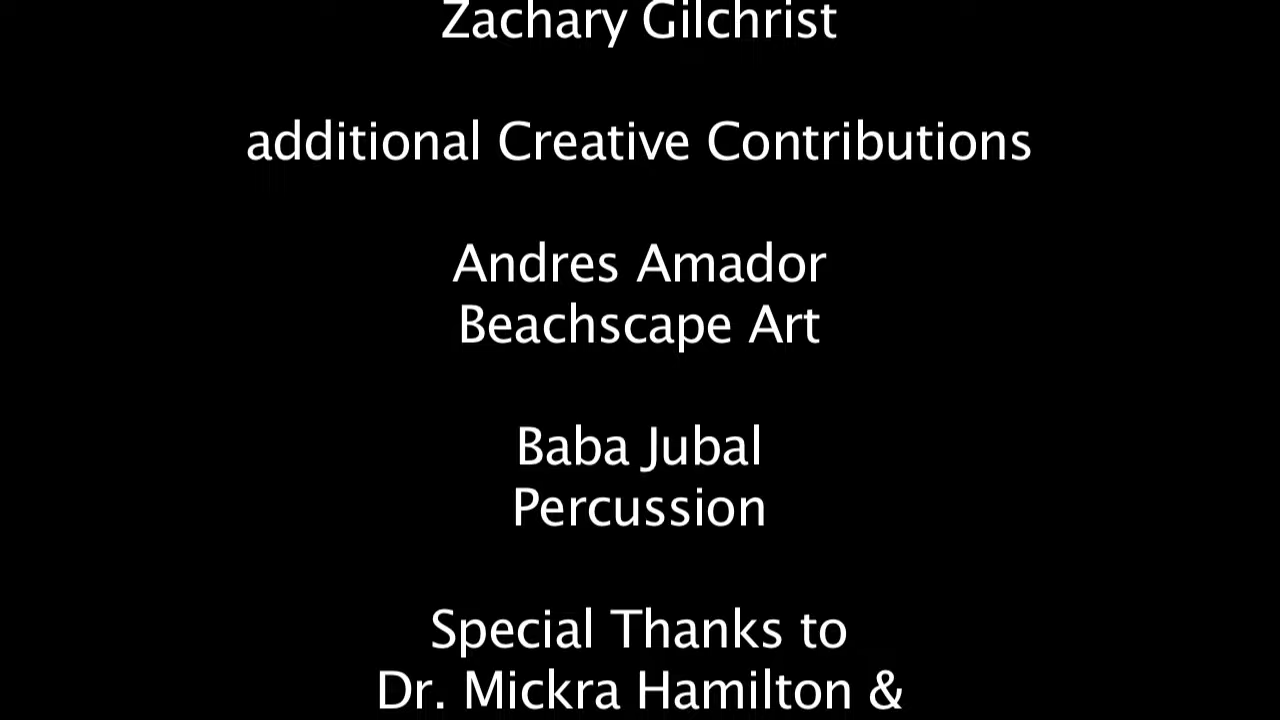 Zachary Gilchrist
additional Creative Contributions
Andres Amador
Beachscape Art
Baba Jubal
Percussion
Special Thanks to
Dr. Mickra Hamilton &